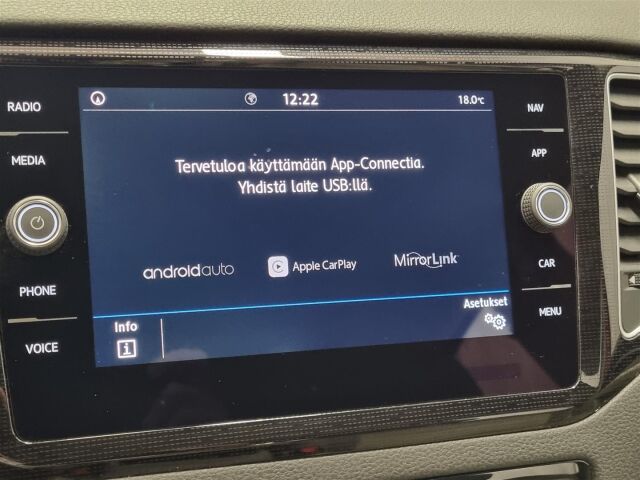 RADIO
MEDIA
PHONE
VOICE
12:22
18.0°C
Tervetuloa käyttämään App-Connectia.
Yhdistä laite USB:llä.
androidauto
Apple CarPlay
MirrorLink
Info
i
Asetukset
NAV
APP
CAR
MENU